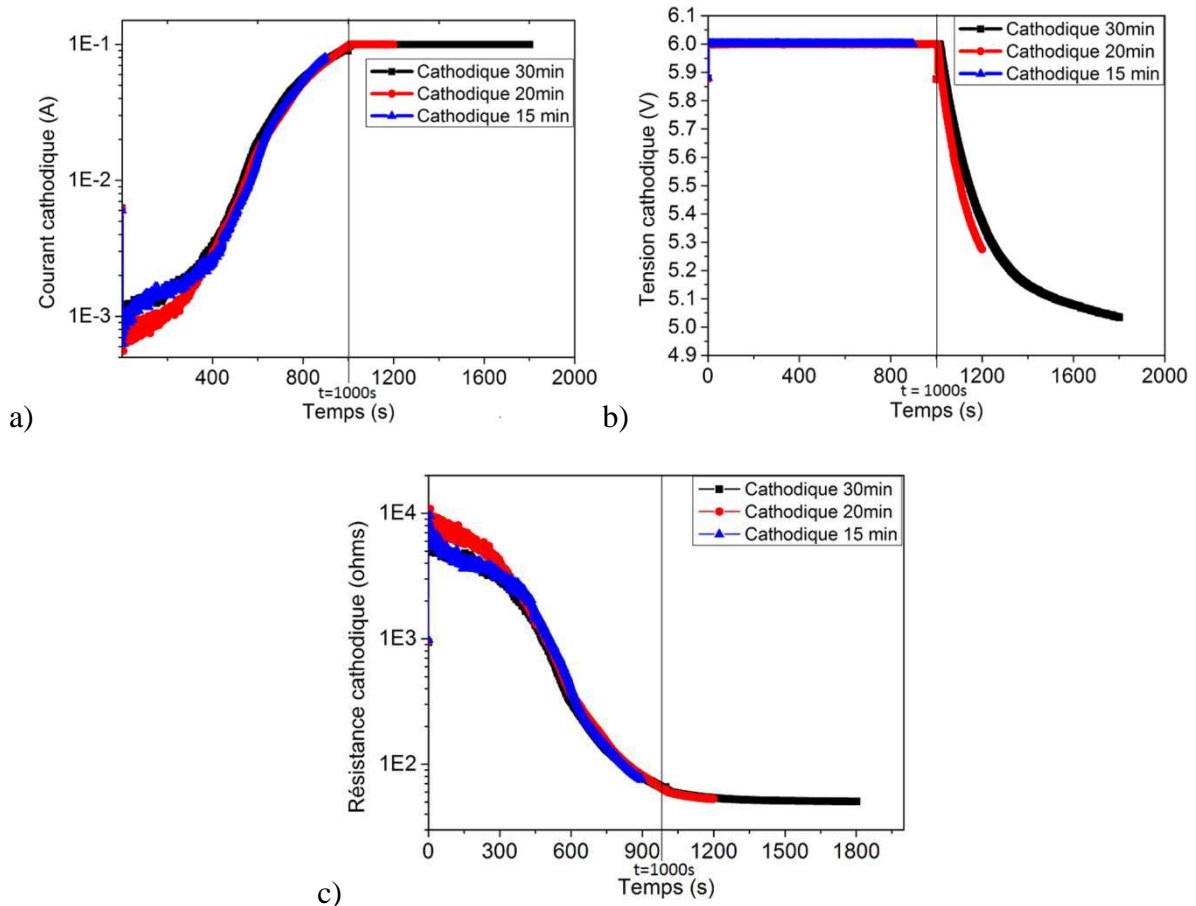 1E-1
1E-2
1E-3
Courant cathodique (A)
Cathodique 30min
Cathodique 20min
Cathodique 15 min
400 800 1200 1600 2000
t=1000s
Temps (s)
a)
6.1
6.0
5.9
5.8
5.7
5.6
5.5
5.4
5.3
5.2
5.1
5.0
4.9
Tension cathodique (V)
Cathodique 30min
Cathodique 20min
Cathodique 15 min
0 400 800 1200 1600 2000
t = 1000s
Temps (s)
b)
1E4
1E3
1E2
Résistance cathodique (ohms)
Cathodique 30min
Cathodique 20min
Cathodique 15 min
0 300 600 900 1200 1500 1800
t=1000s
Temps (s)
c)